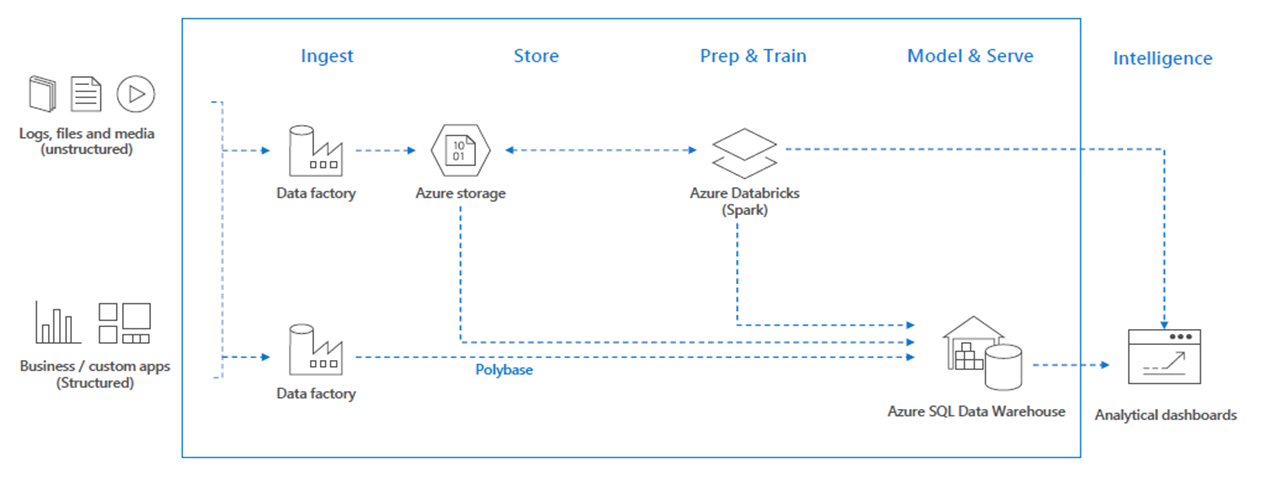 Ingest
Store
Prep & Train
Model & Serve
Intelligence
Logs, files and media
(unstructured)
10
01
Data factory
Azure storage
Azure Databricks
(Spark)
Business / custom apps
(Structured)
Data factory
Polybase
Azure SQL Data Warehouse
Analytical dashboards